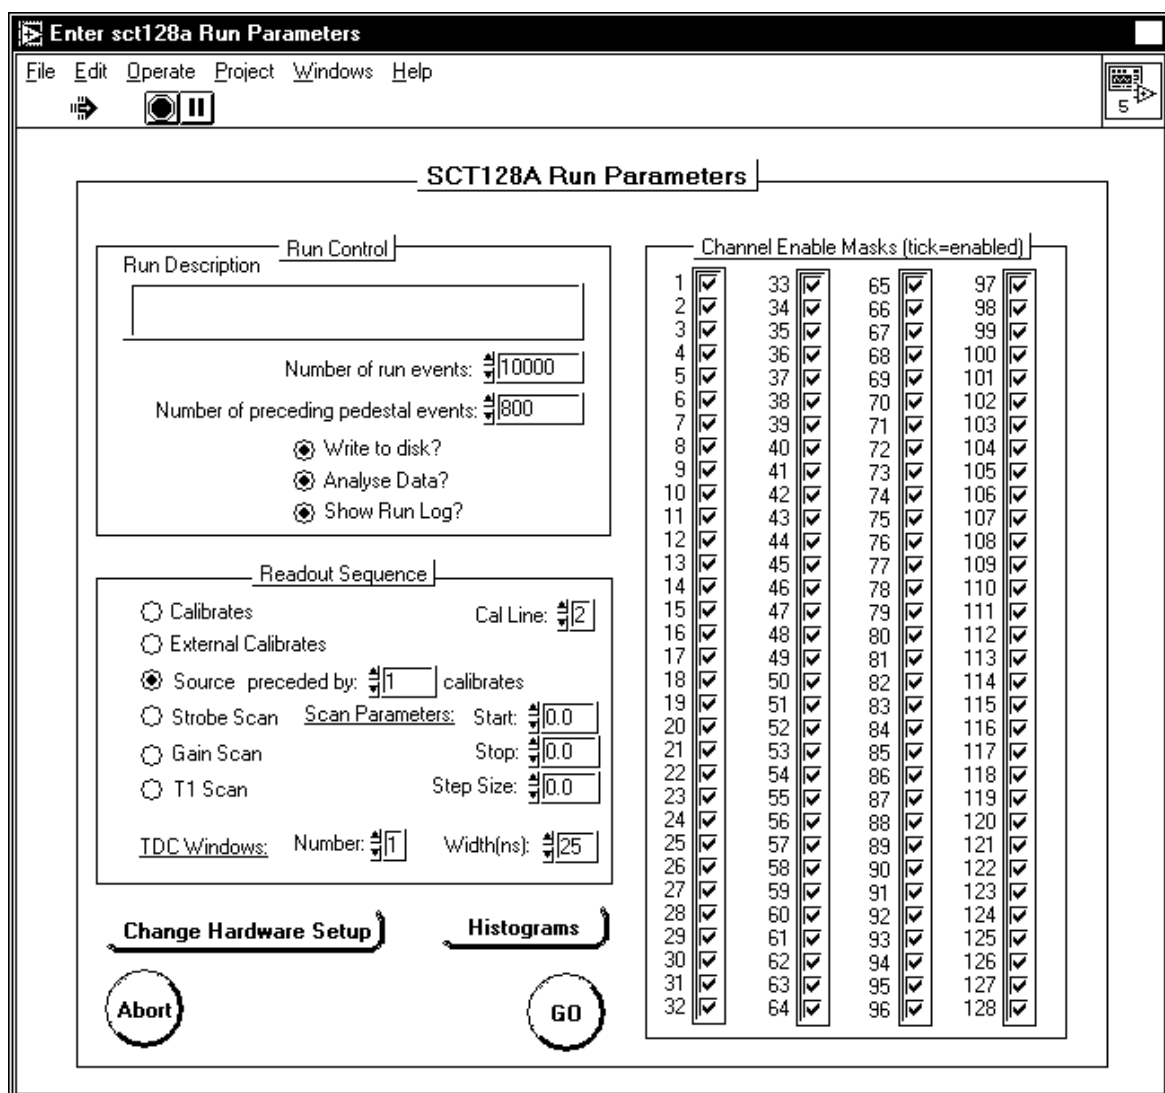 Enter sct128a Run Parameters
File Edit Operate Project Windows Help
5
SCT128A Run Parameters
Run Control
Run Description
Number of run events: 10000
Number of preceding pedestal events: 800
Write to disk?
Analyse Data?
Show Run Log?
Readout Sequence
Calibrates Cal Line: 2
External Calibrates
Source preceded by: 1 calibrates
Strobe Scan Scan Parameters: Start: 0.0
Gain Scan Stop: 0.0
T1 Scan Step Size: 0.0
TDC Windows: Number: 1 Width(ns): 25
Change Hardware Setup Histograms
Abort GO
Channel Enable Masks (tick=enabled)
1 33 65 97
2 34 66 98
3 35 67 99
4 36 68 100
5 37 69 101
6 38 70 102
7 39 71 103
8 40 72 104
9 41 73 105
10 42 74 106
11 43 75 107
12 44 76 108
13 45 77 109
14 46 78 110
15 47 79 111
16 48 80 112
17 49 81 113
18 50 82 114
19 51 83 115
20 52 84 116
21 53 85 117
22 54 86 118
23 55 87 119
24 56 88 120
25 57 89 121
26 58 90 122
27 59 91 123
28 60 92 124
29 61 93 125
30 62 94 126
31 63 95 127
32 64 96 128